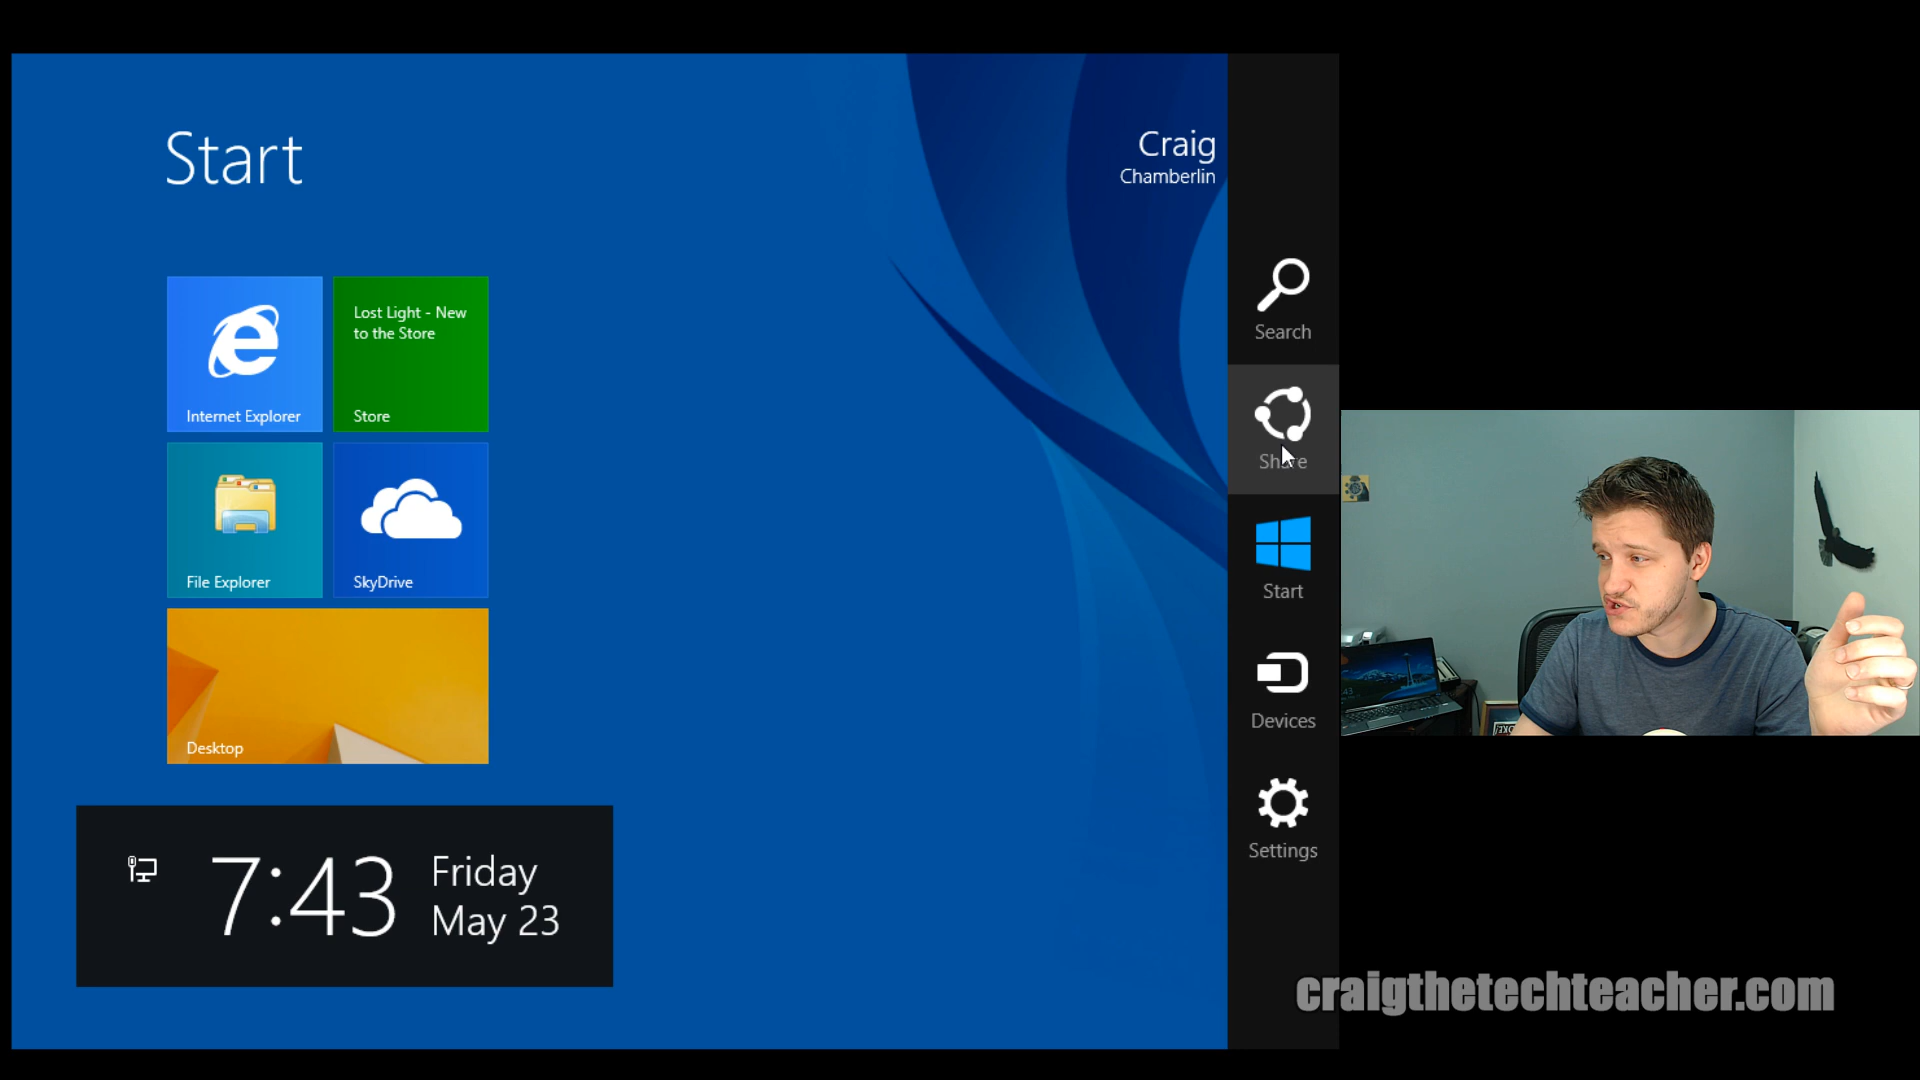 Start
Craig
Chamberlin
Internet Explorer
Lost Light - New
to the Store
Store
File Explorer
SkyDrive
Desktop
7:43
Friday
May 23
Search
Share
Start
Devices
Settings
craigthetechteacher.com